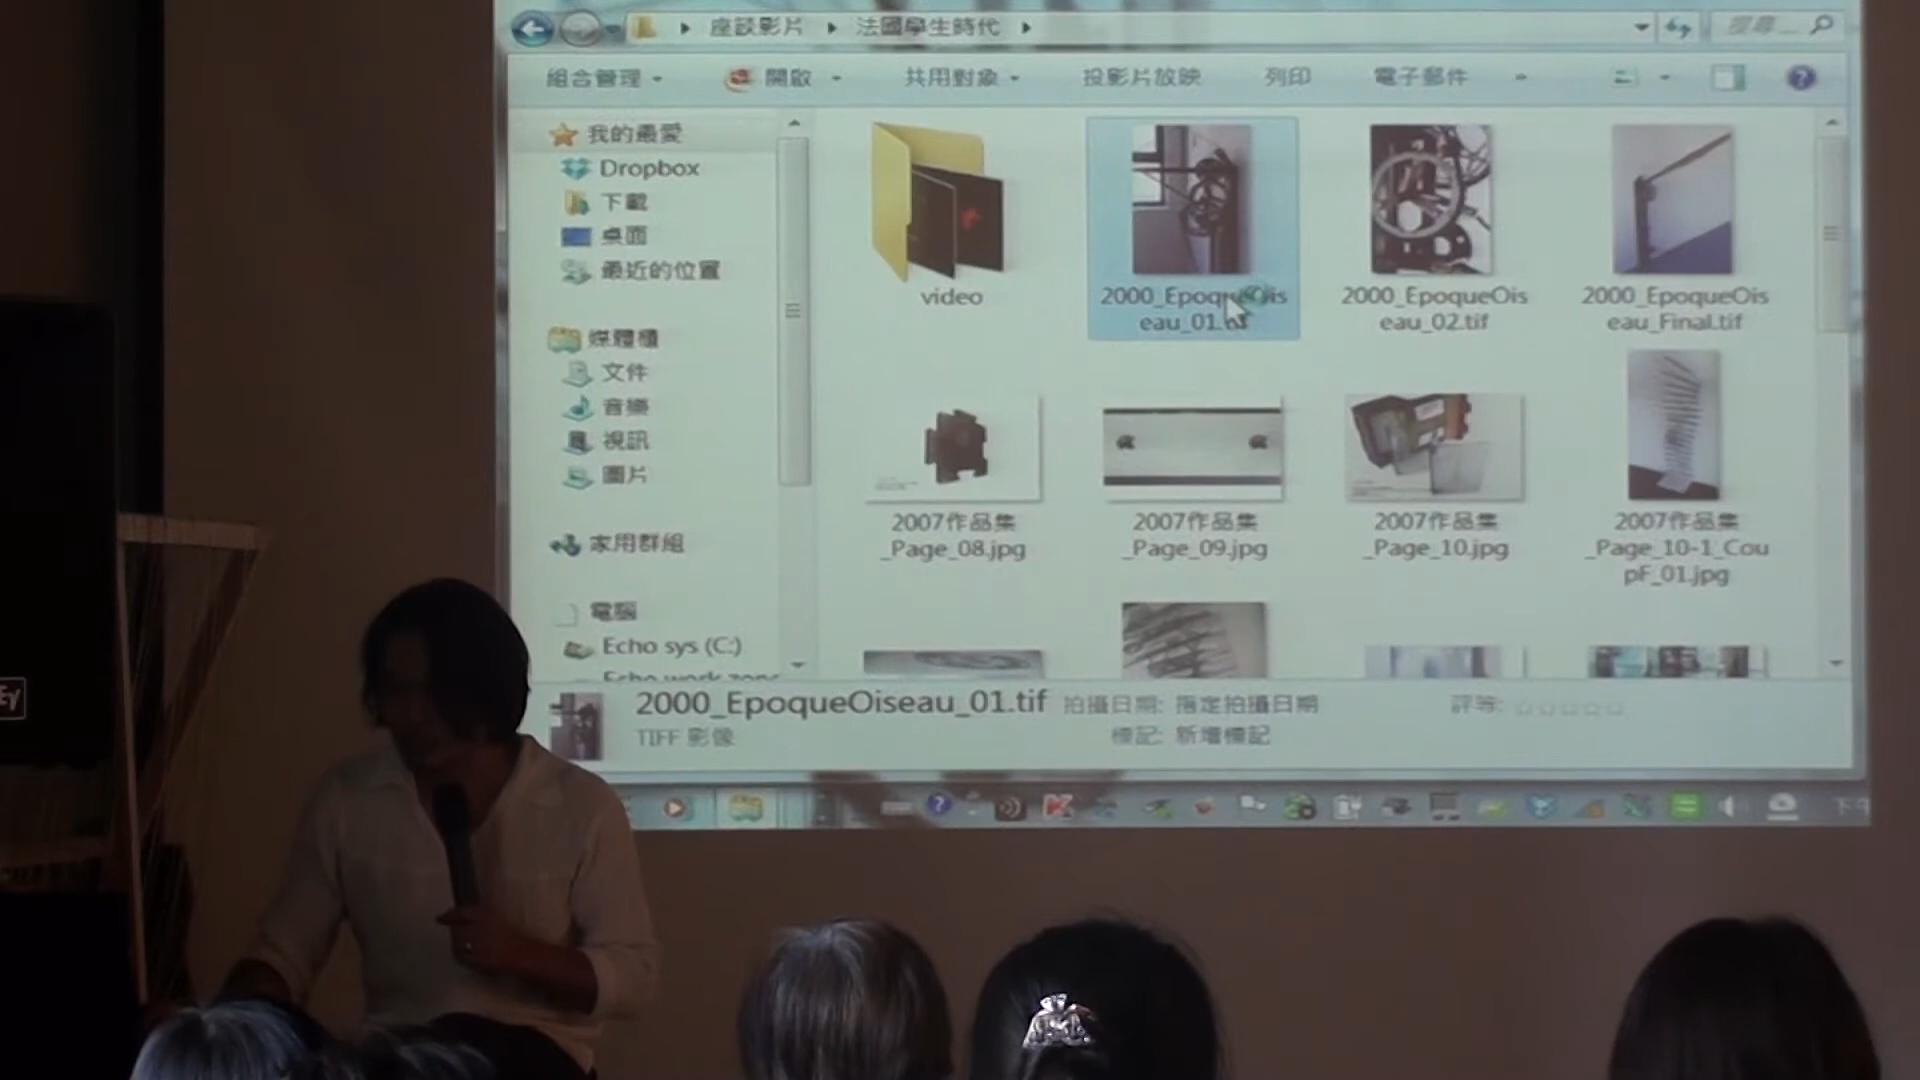 座談影片 法國學生時代 搜尋...
組合管理 開啟 共用對象 投影片放映 列印 電子郵件
我的最愛
Dropbox
下載
桌面
最近的位置
媒體櫃
文件
音樂
視訊
圖片
家用群組
電腦
Echo sys (C:)
Echo work zone
video
2000_EpoqueOis
eau_01.tif
2000_EpoqueOis
eau_02.tif
2000_EpoqueOis
eau_Final.tif
2007作品集
_Page_08.jpg
2007作品集
_Page_09.jpg
2007作品集
_Page_10.jpg
2007作品集
_Page_10-1_Cou
pF_01.jpg
2000_EpoqueOiseau_01.tif 拍攝日期: 指定拍攝日期 評等:
TIFF 影像 標記: 新增標記